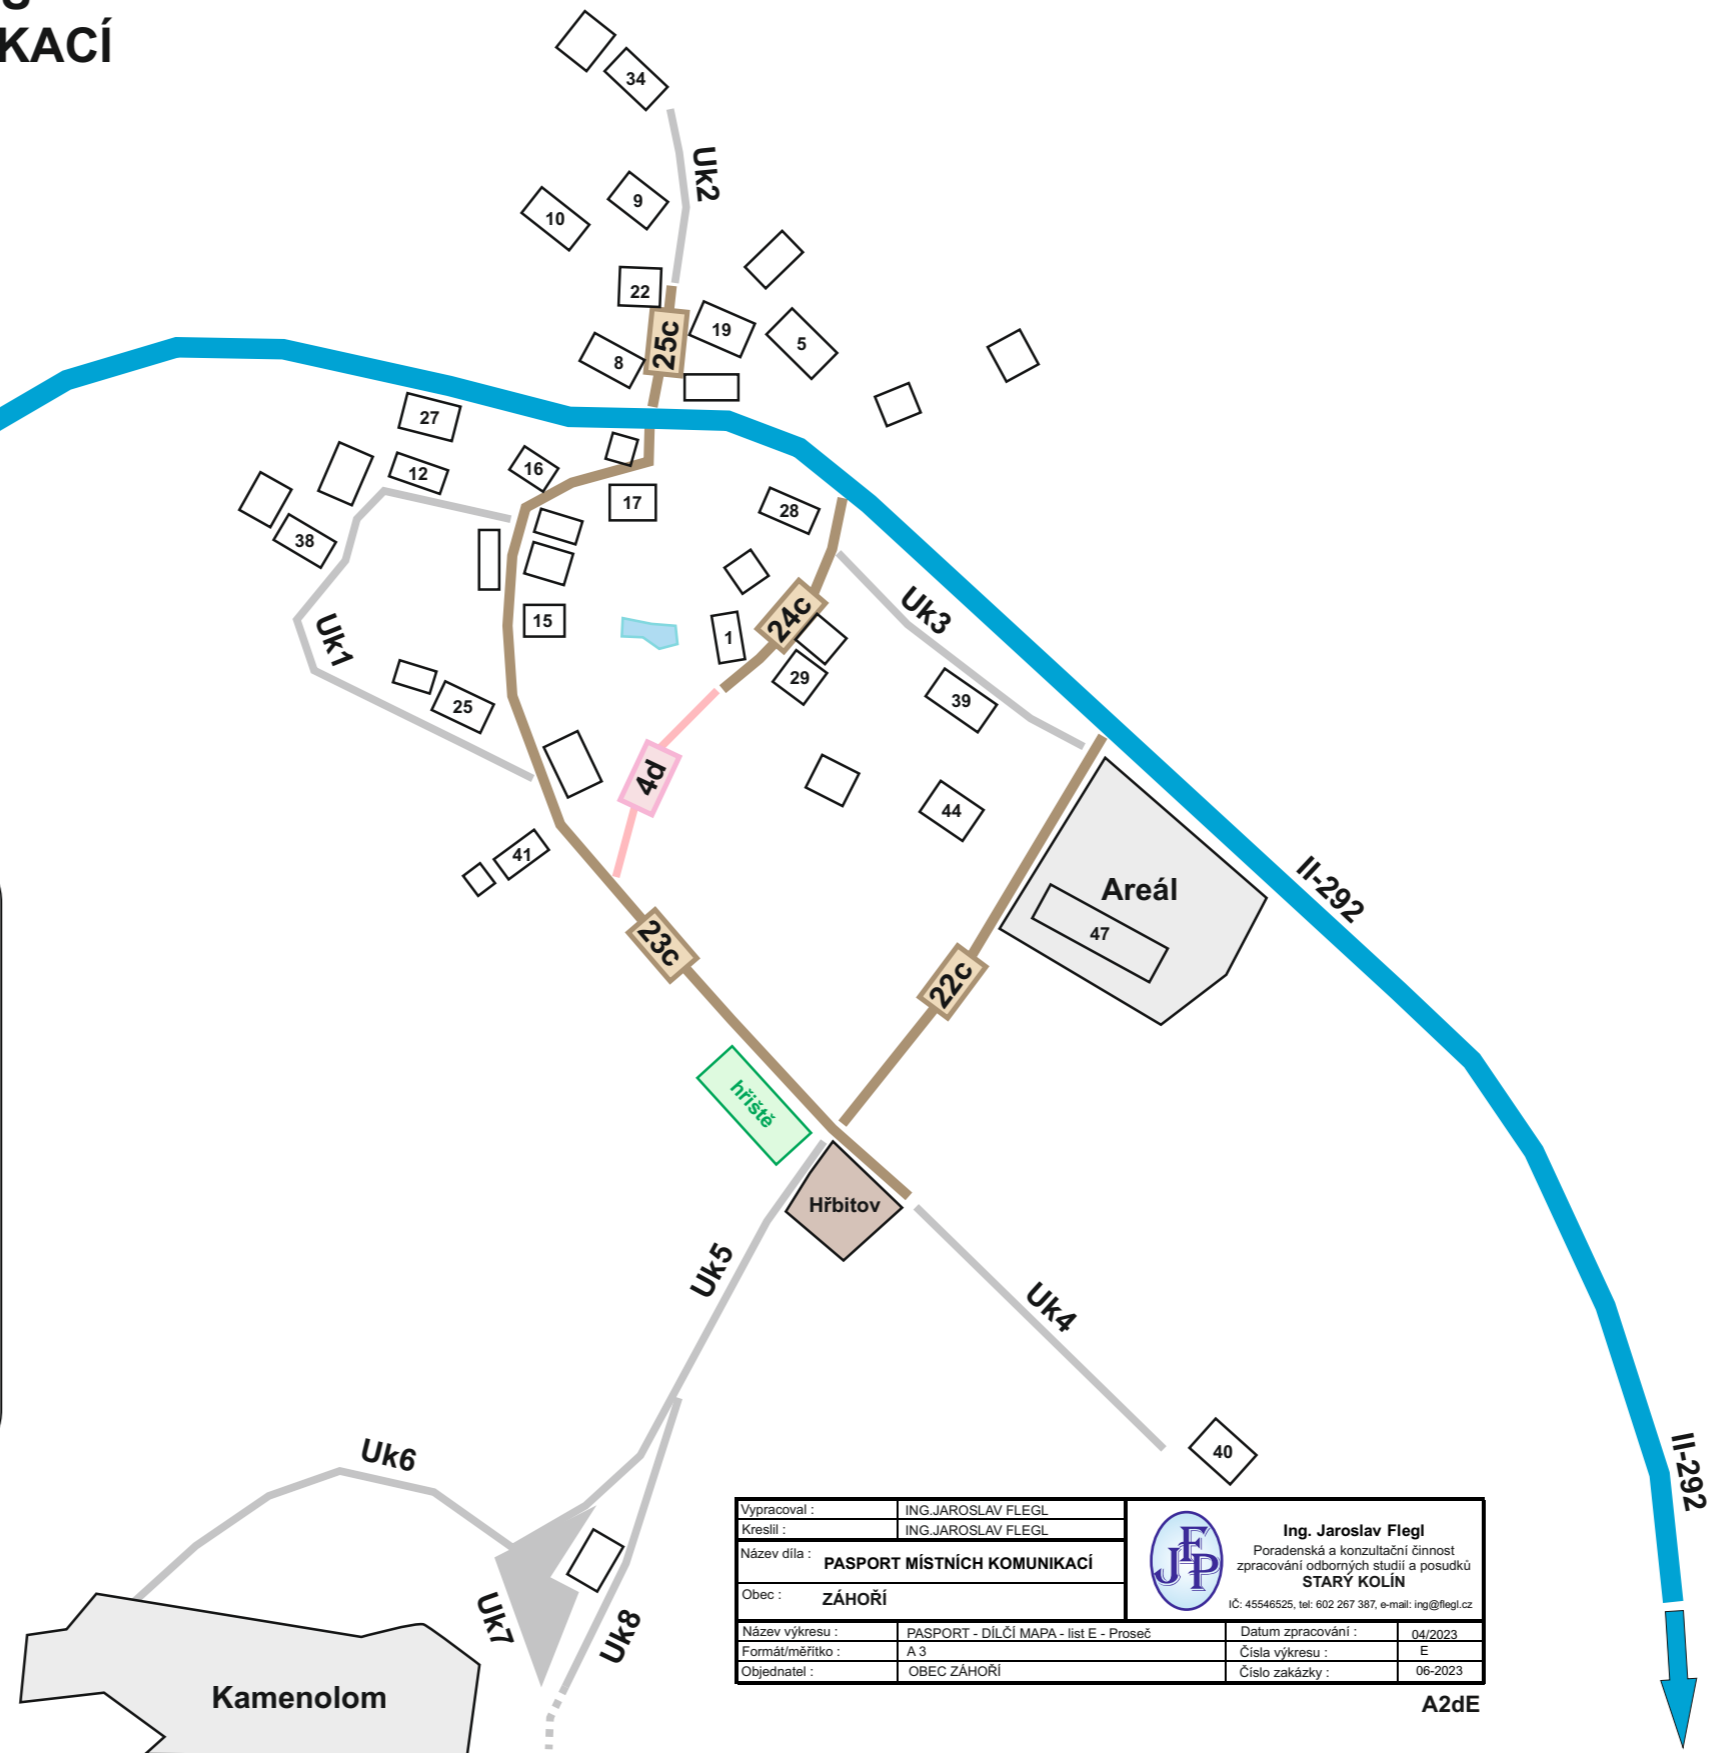 KACÍ
34
Uk2
9
10
22
25c
19
5
8
27
12
16
17
28
38
24c
Uk3
15
1
Uk1
29
25
39
4d
44
41
II-292
Areál
47
23c
22c
hřiště
Hřbitov
Uk5
Uk4
II-292
Uk6
40
Uk7
Uk8
Kamenolom
Vypracoval : ING.JAROSLAV FLEGL
Kreslil : ING.JAROSLAV FLEGL
Název díla : PASPORT MÍSTNÍCH KOMUNIKACÍ
Obec : ZÁHOŘÍ
JFP
Ing. Jaroslav Flegl
Poradenská a konzultační činnost
zpracování odborných studií a posudků
STARÝ KOLÍN
IČ: 45546525, tel: 602 267 387, e-mail: ing@flegl.cz
Název výkresu : PASPORT - DÍLČÍ MAPA - list E - Proseč Datum zpracování : 04/2023
Formát/měřítko : A 3 Čísla výkresu : E
Objednatel : OBEC ZÁHOŘÍ Číslo zakázky : 06-2023
A2dE